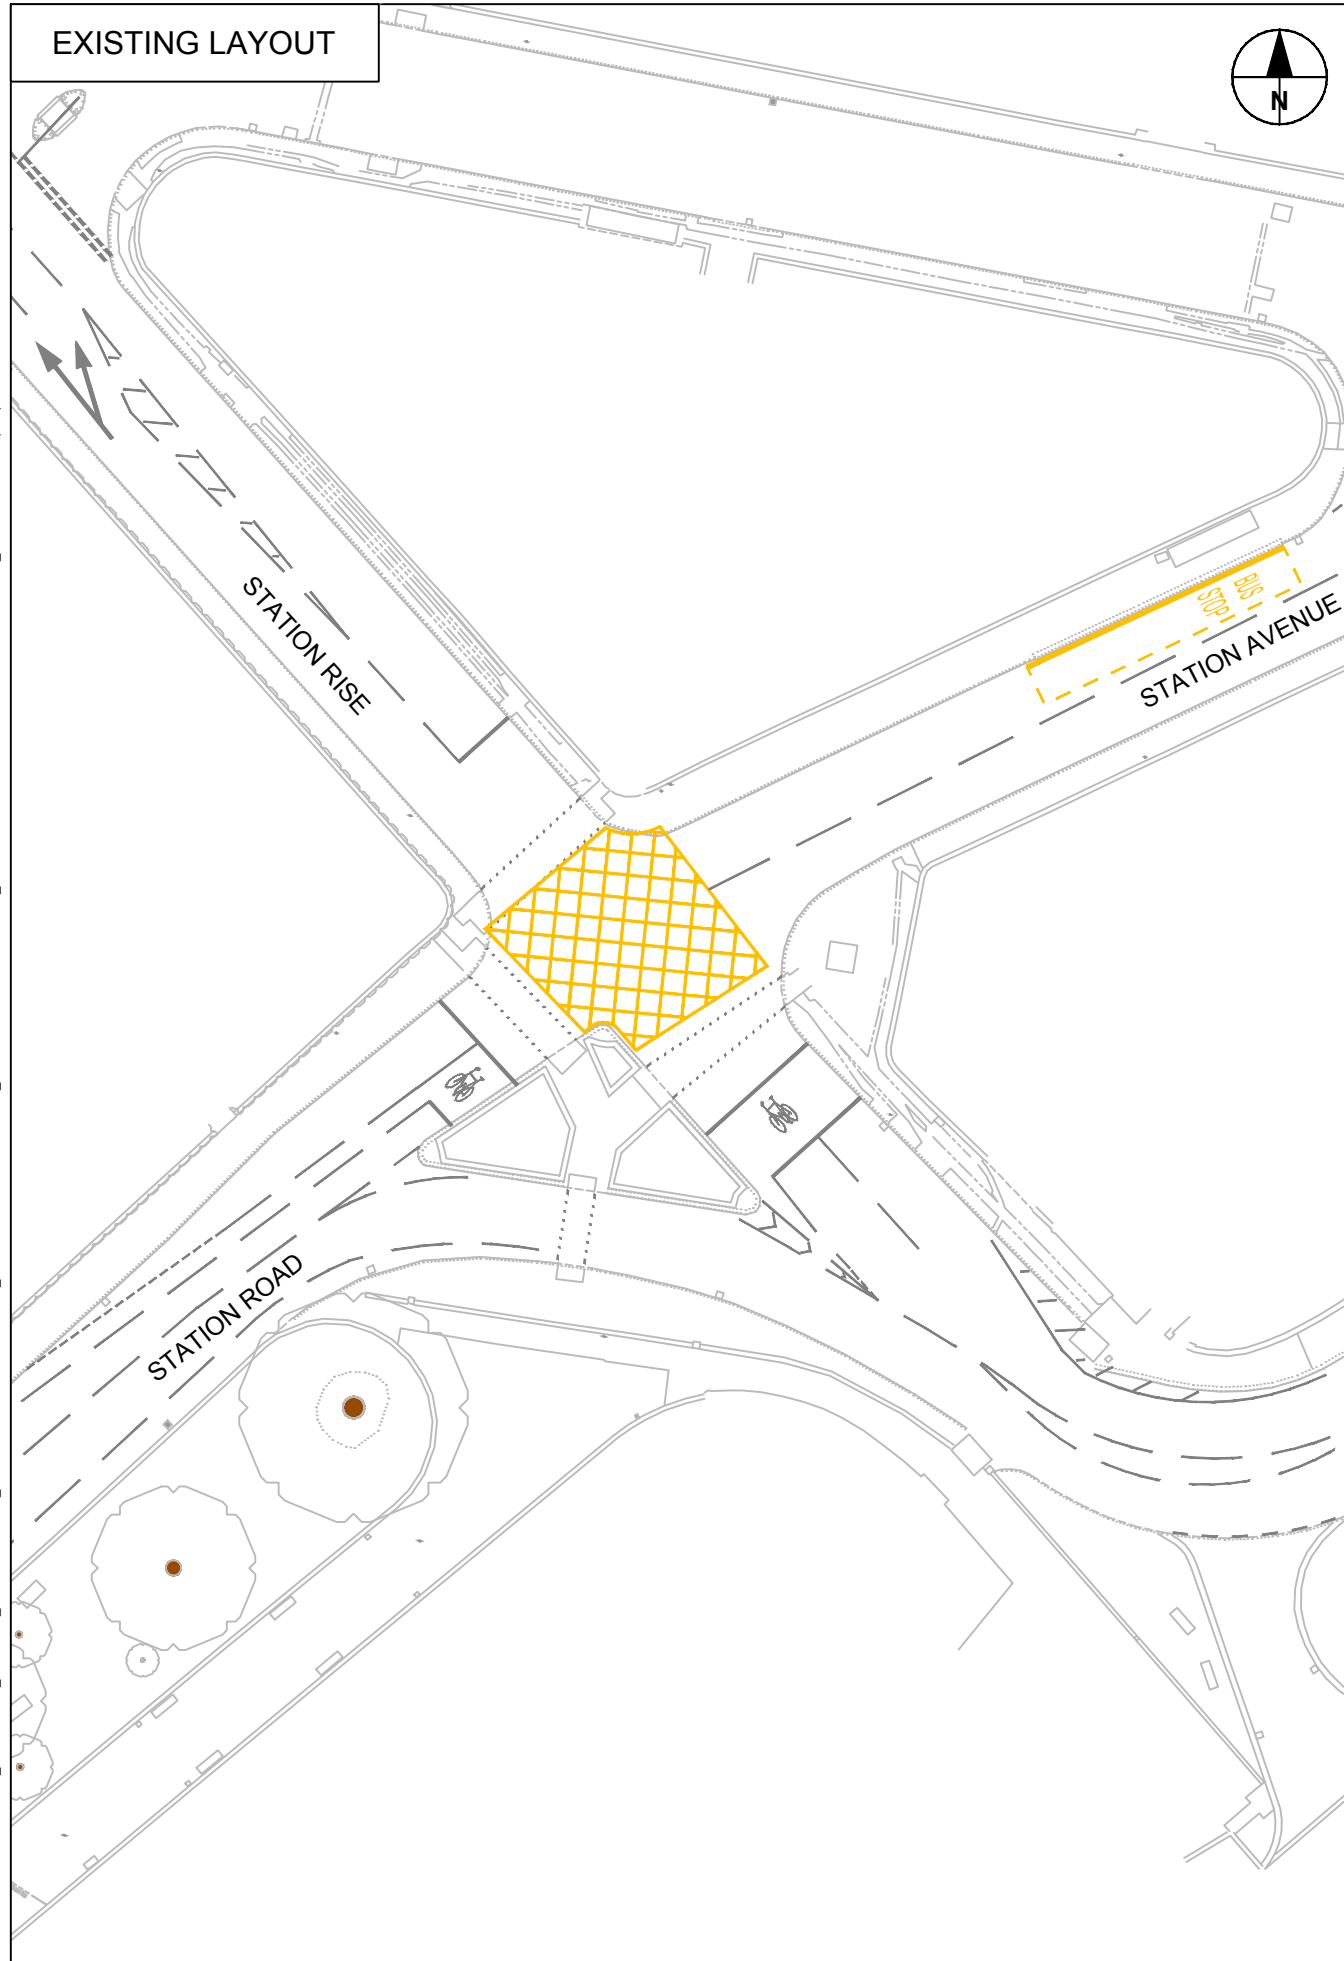 EXISTING LAYOUT
N
STATION RISE
BUS
STOP
STATION AVENUE
STATION ROAD